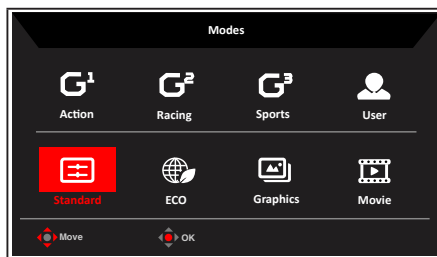 Modes
G¹ G² G³
Action Racing Sports User
Standard ECO Graphics Movie
Move OK